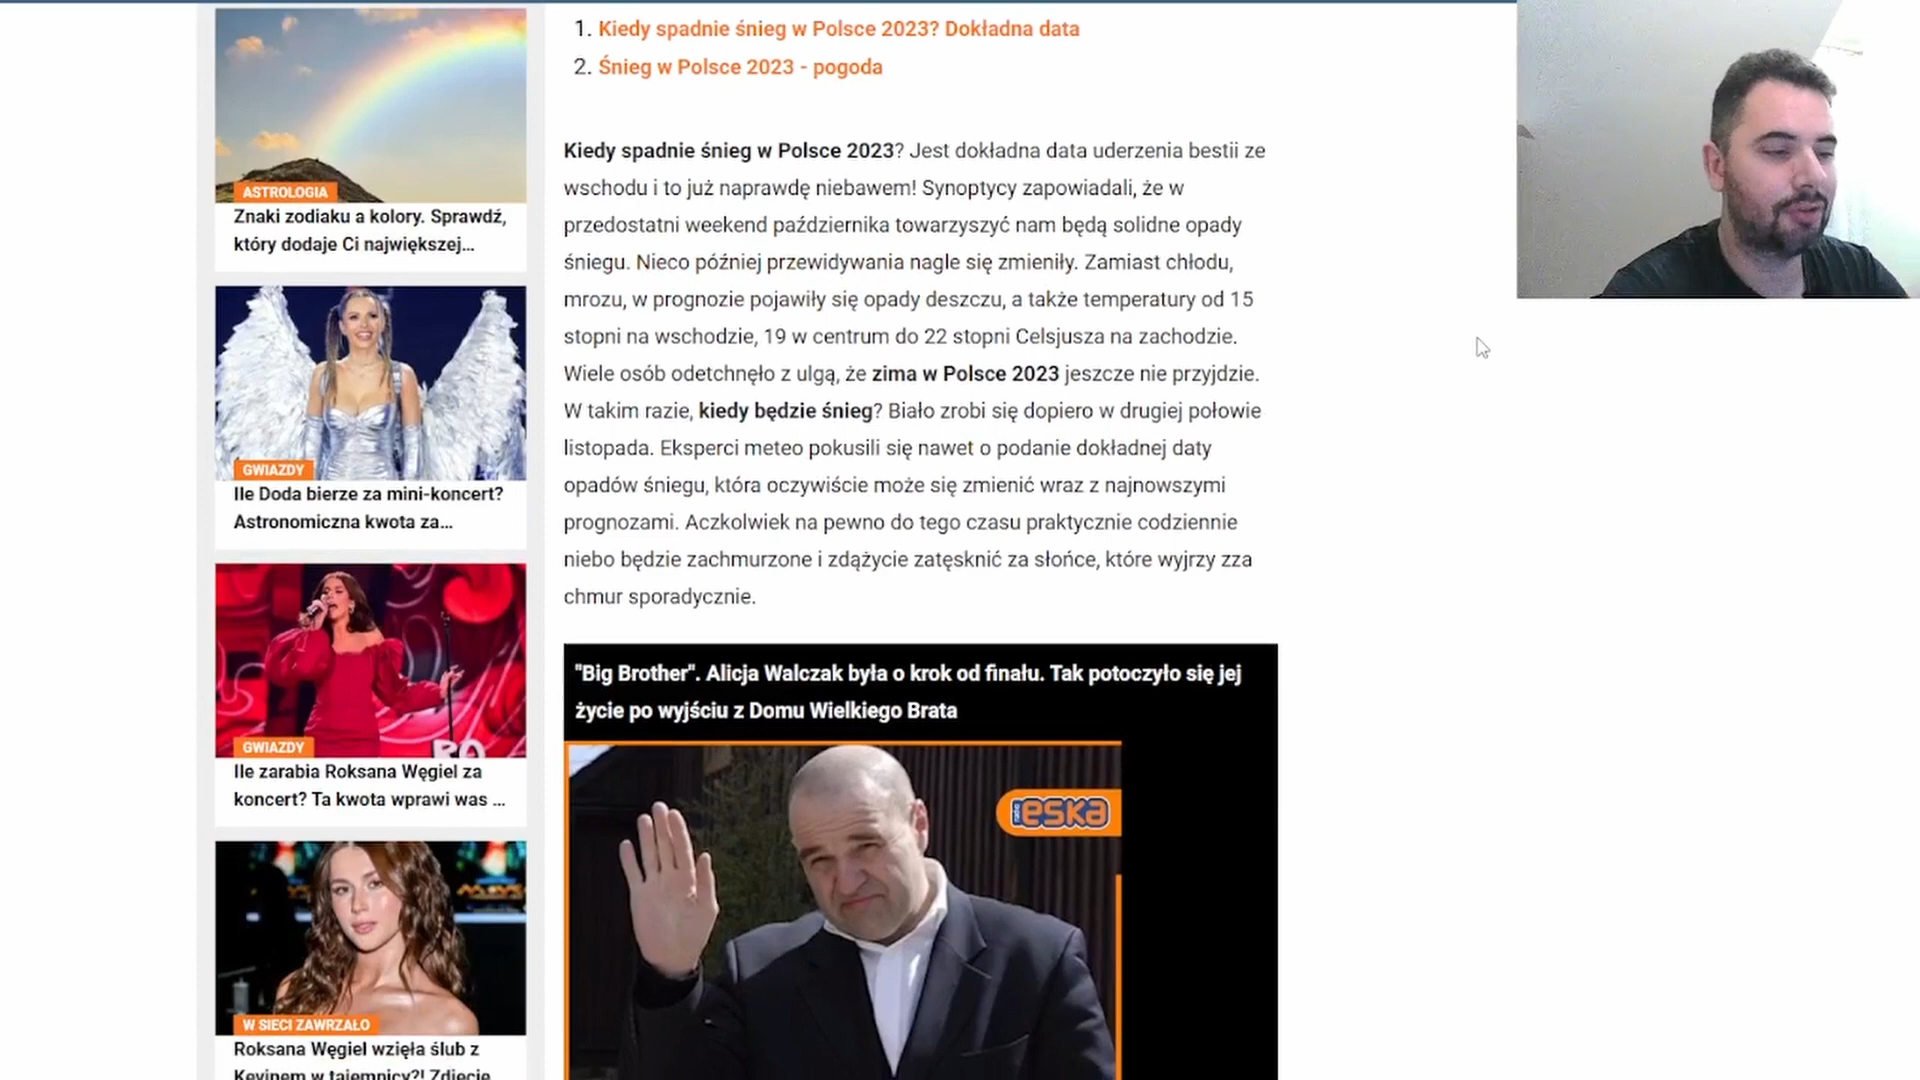 ASTROLOGIA
Znaki zodiaku a kolory. Sprawdź,
który dodaje Ci największej...
GWIAZDY
Ile Doda bierze za mini-koncert?
Astronomiczna kwota za...
GWIAZDY
Ile zarabia Roksana Węgiel za
koncert? Ta kwota wprawi was ...
W SIECI ZAWRZAŁO
Roksana Węgiel wzięła ślub z
Kevinem w tajemnicy?! Zdjęcie
1. Kiedy spadnie śnieg w Polsce 2023? Dokładna data
2. Śnieg w Polsce 2023 - pogoda
Kiedy spadnie śnieg w Polsce 2023? Jest dokładna data uderzenia bestii ze
wschodu i to już naprawdę niebawem! Synoptycy zapowiadali, że w
przedostatni weekend października towarzyszyć nam będą solidne opady
śniegu. Nieco później przewidywania nagle się zmieniły. Zamiast chłodu,
mrozu, w prognozie pojawiły się opady deszczu, a także temperatury od 15
stopni na wschodzie, 19 w centrum do 22 stopni Celsjusza na zachodzie.
Wiele osób odetchnęło z ulgą, że zima w Polsce 2023 jeszcze nie przyjdzie.
W takim razie, kiedy będzie śnieg? Biało zrobi się dopiero w drugiej połowie
listopada. Eksperci meteo pokusili się nawet o podanie dokładnej daty
opadów śniegu, która oczywiście może się zmienić wraz z najnowszymi
prognozami. Aczkolwiek na pewno do tego czasu praktycznie codziennie
niebo będzie zachmurzone i zdążycie zatęsknić za słońce, które wyjrzy zza
chmur sporadycznie.
"Big Brother". Alicja Walczak była o krok od finału. Tak potoczyło się jej
życie po wyjściu z Domu Wielkiego Brata
eska